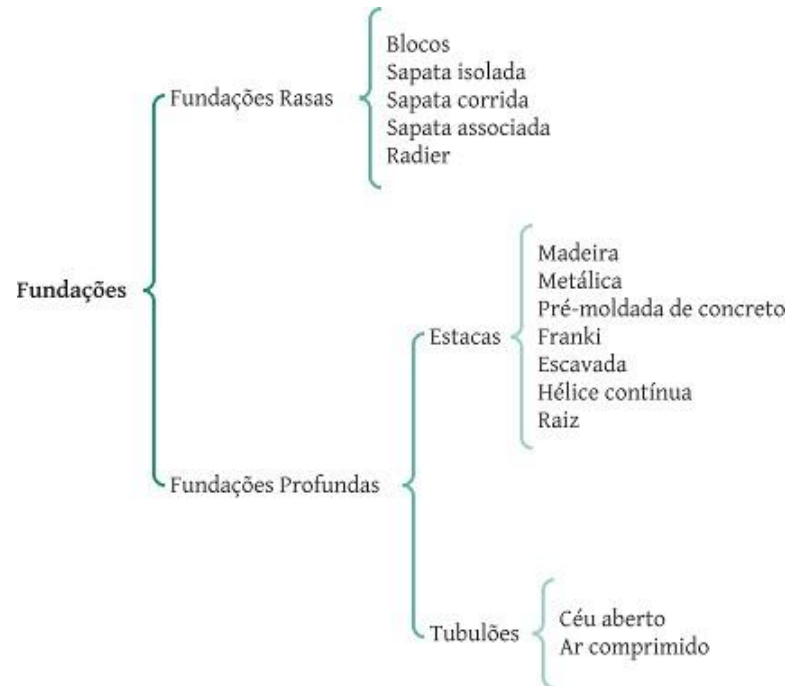 Fundações
Fundações Rasas
Blocos
Sapata isolada
Sapata corrida
Sapata associada
Radier
Fundações Profundas
Estacas
Madeira
Metálica
Pré-moldada de concreto
Franki
Escavada
Hélice contínua
Raiz
Tubulões
Céu aberto
Ar comprimido